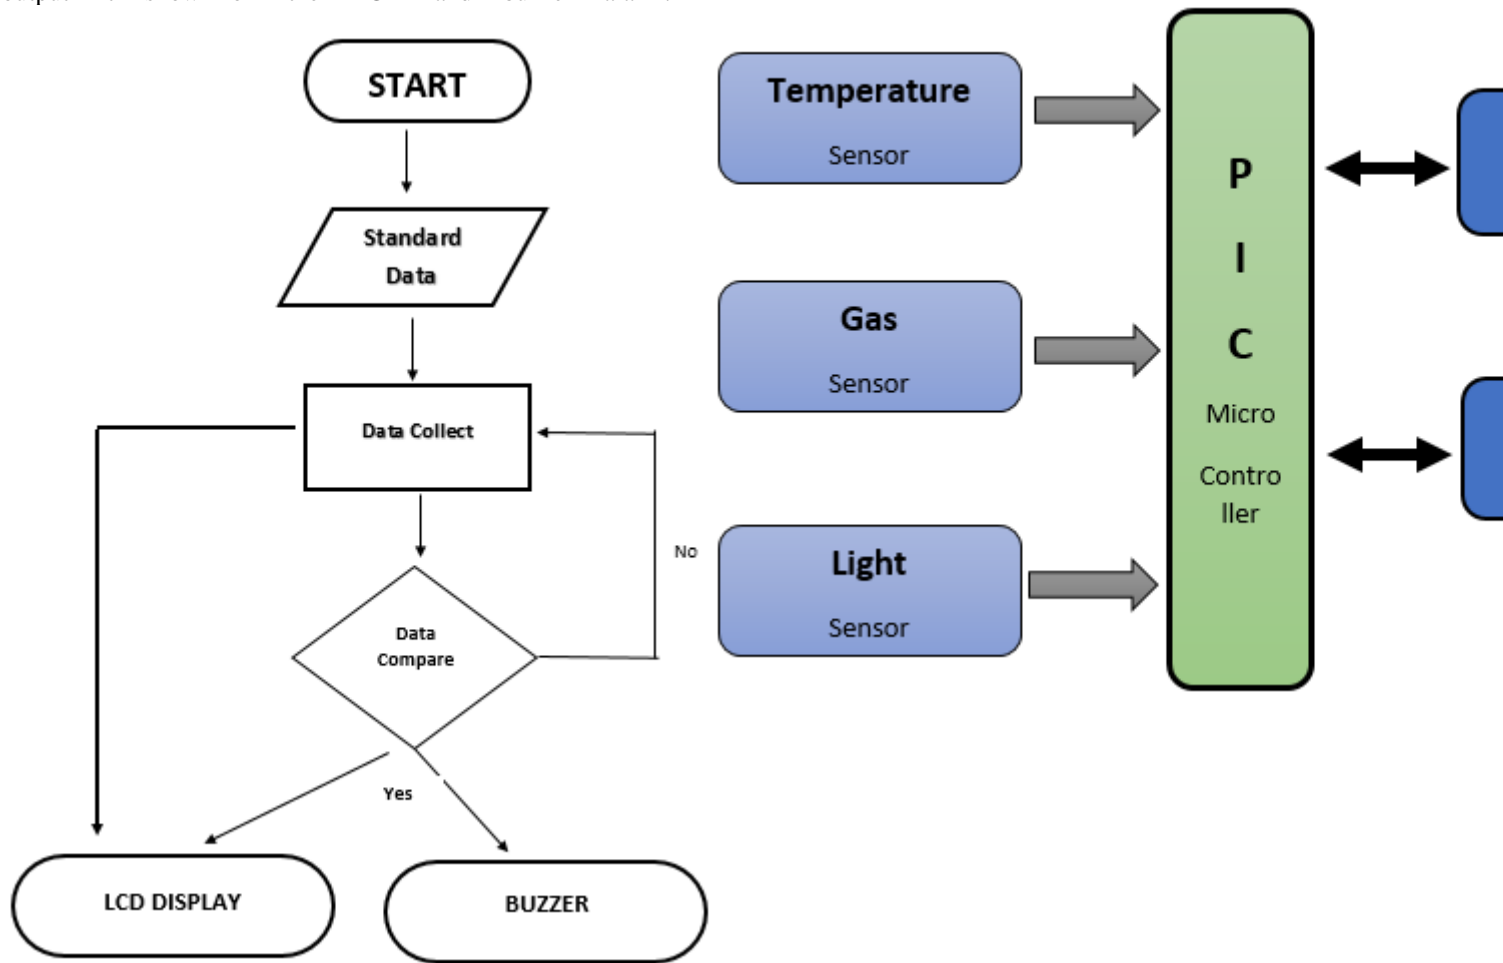 START
Standard
Data
Data Collect
No
Data
Compare
Yes
LCD DISPLAY
BUZZER
Temperature
Sensor
Gas
Sensor
Light
Sensor
P
I
C
Micro
Contro
ller